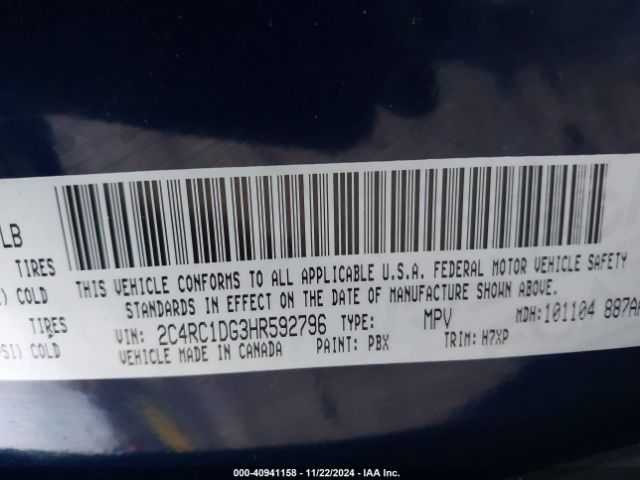 LB
TIRES
) COLD
THIS VEHICLE CONFORMS TO ALL APPLICABLE U.S.A. FEDERAL MOTOR VEHICLE SAFETY
STANDARDS IN EFFECT ON THE DATE OF MANUFACTURE SHOWN ABOVE.
TIRES
SI) COLD
VIN: 2C4RC1DG3HR592796 TYPE: MPV MDH: 101104 887AA
VEHICLE MADE IN CANADA PAINT: PBX TRIM: H7XP
000-40941158 - 11/22/2024 - IAA Inc.